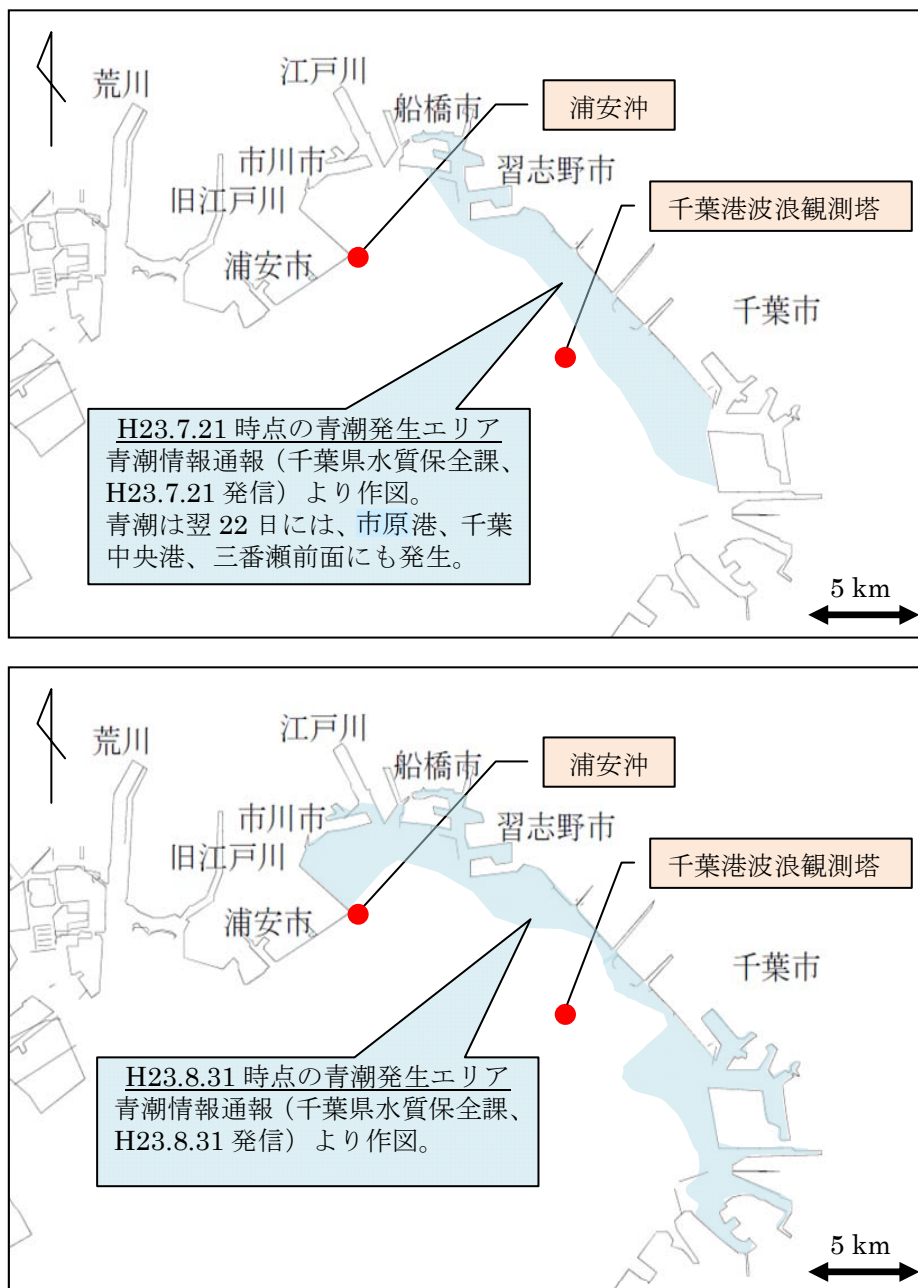 江戸川
荒川
船橋市
浦安沖
市川市
習志野市
旧江戸川
千葉港波浪観測塔
浦安市
千葉市
H23.7.21 時点の青潮発生エリア
青潮情報通報（千葉県水質保全課、
H23.7.21 発信）より作図。
青潮は翌 22 日には、市原港、千葉
中央港、三番瀬前面にも発生。
5 km
江戸川
荒川
船橋市
浦安沖
市川市
習志野市
旧江戸川
千葉港波浪観測塔
浦安市
千葉市
H23.8.31 時点の青潮発生エリア
青潮情報通報（千葉県水質保全課、
H23.8.31 発信）より作図。
5 km